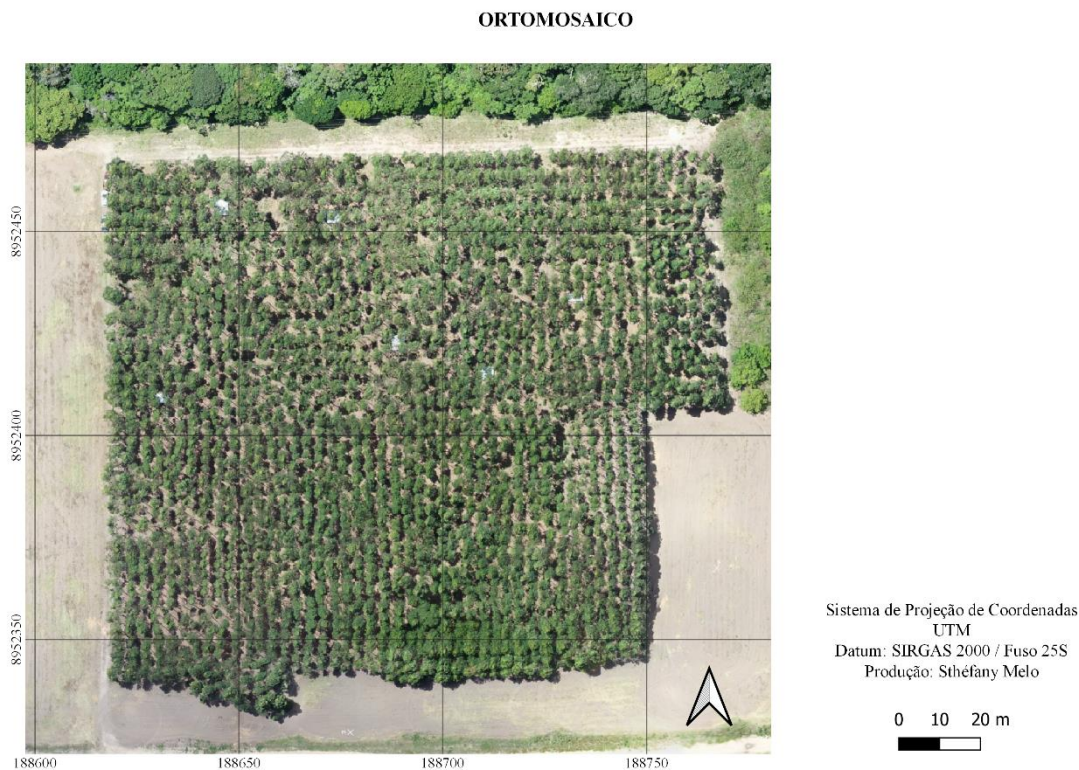 ORTOMOSAICO
8952450
8952400
8952350
188600
188650
188700
188750
Sistema de Projeção de Coordenadas
UTM
Datum: SIRGAS 2000 / Fuso 25S
Produção: Sthéfany Melo
0 10 20 m